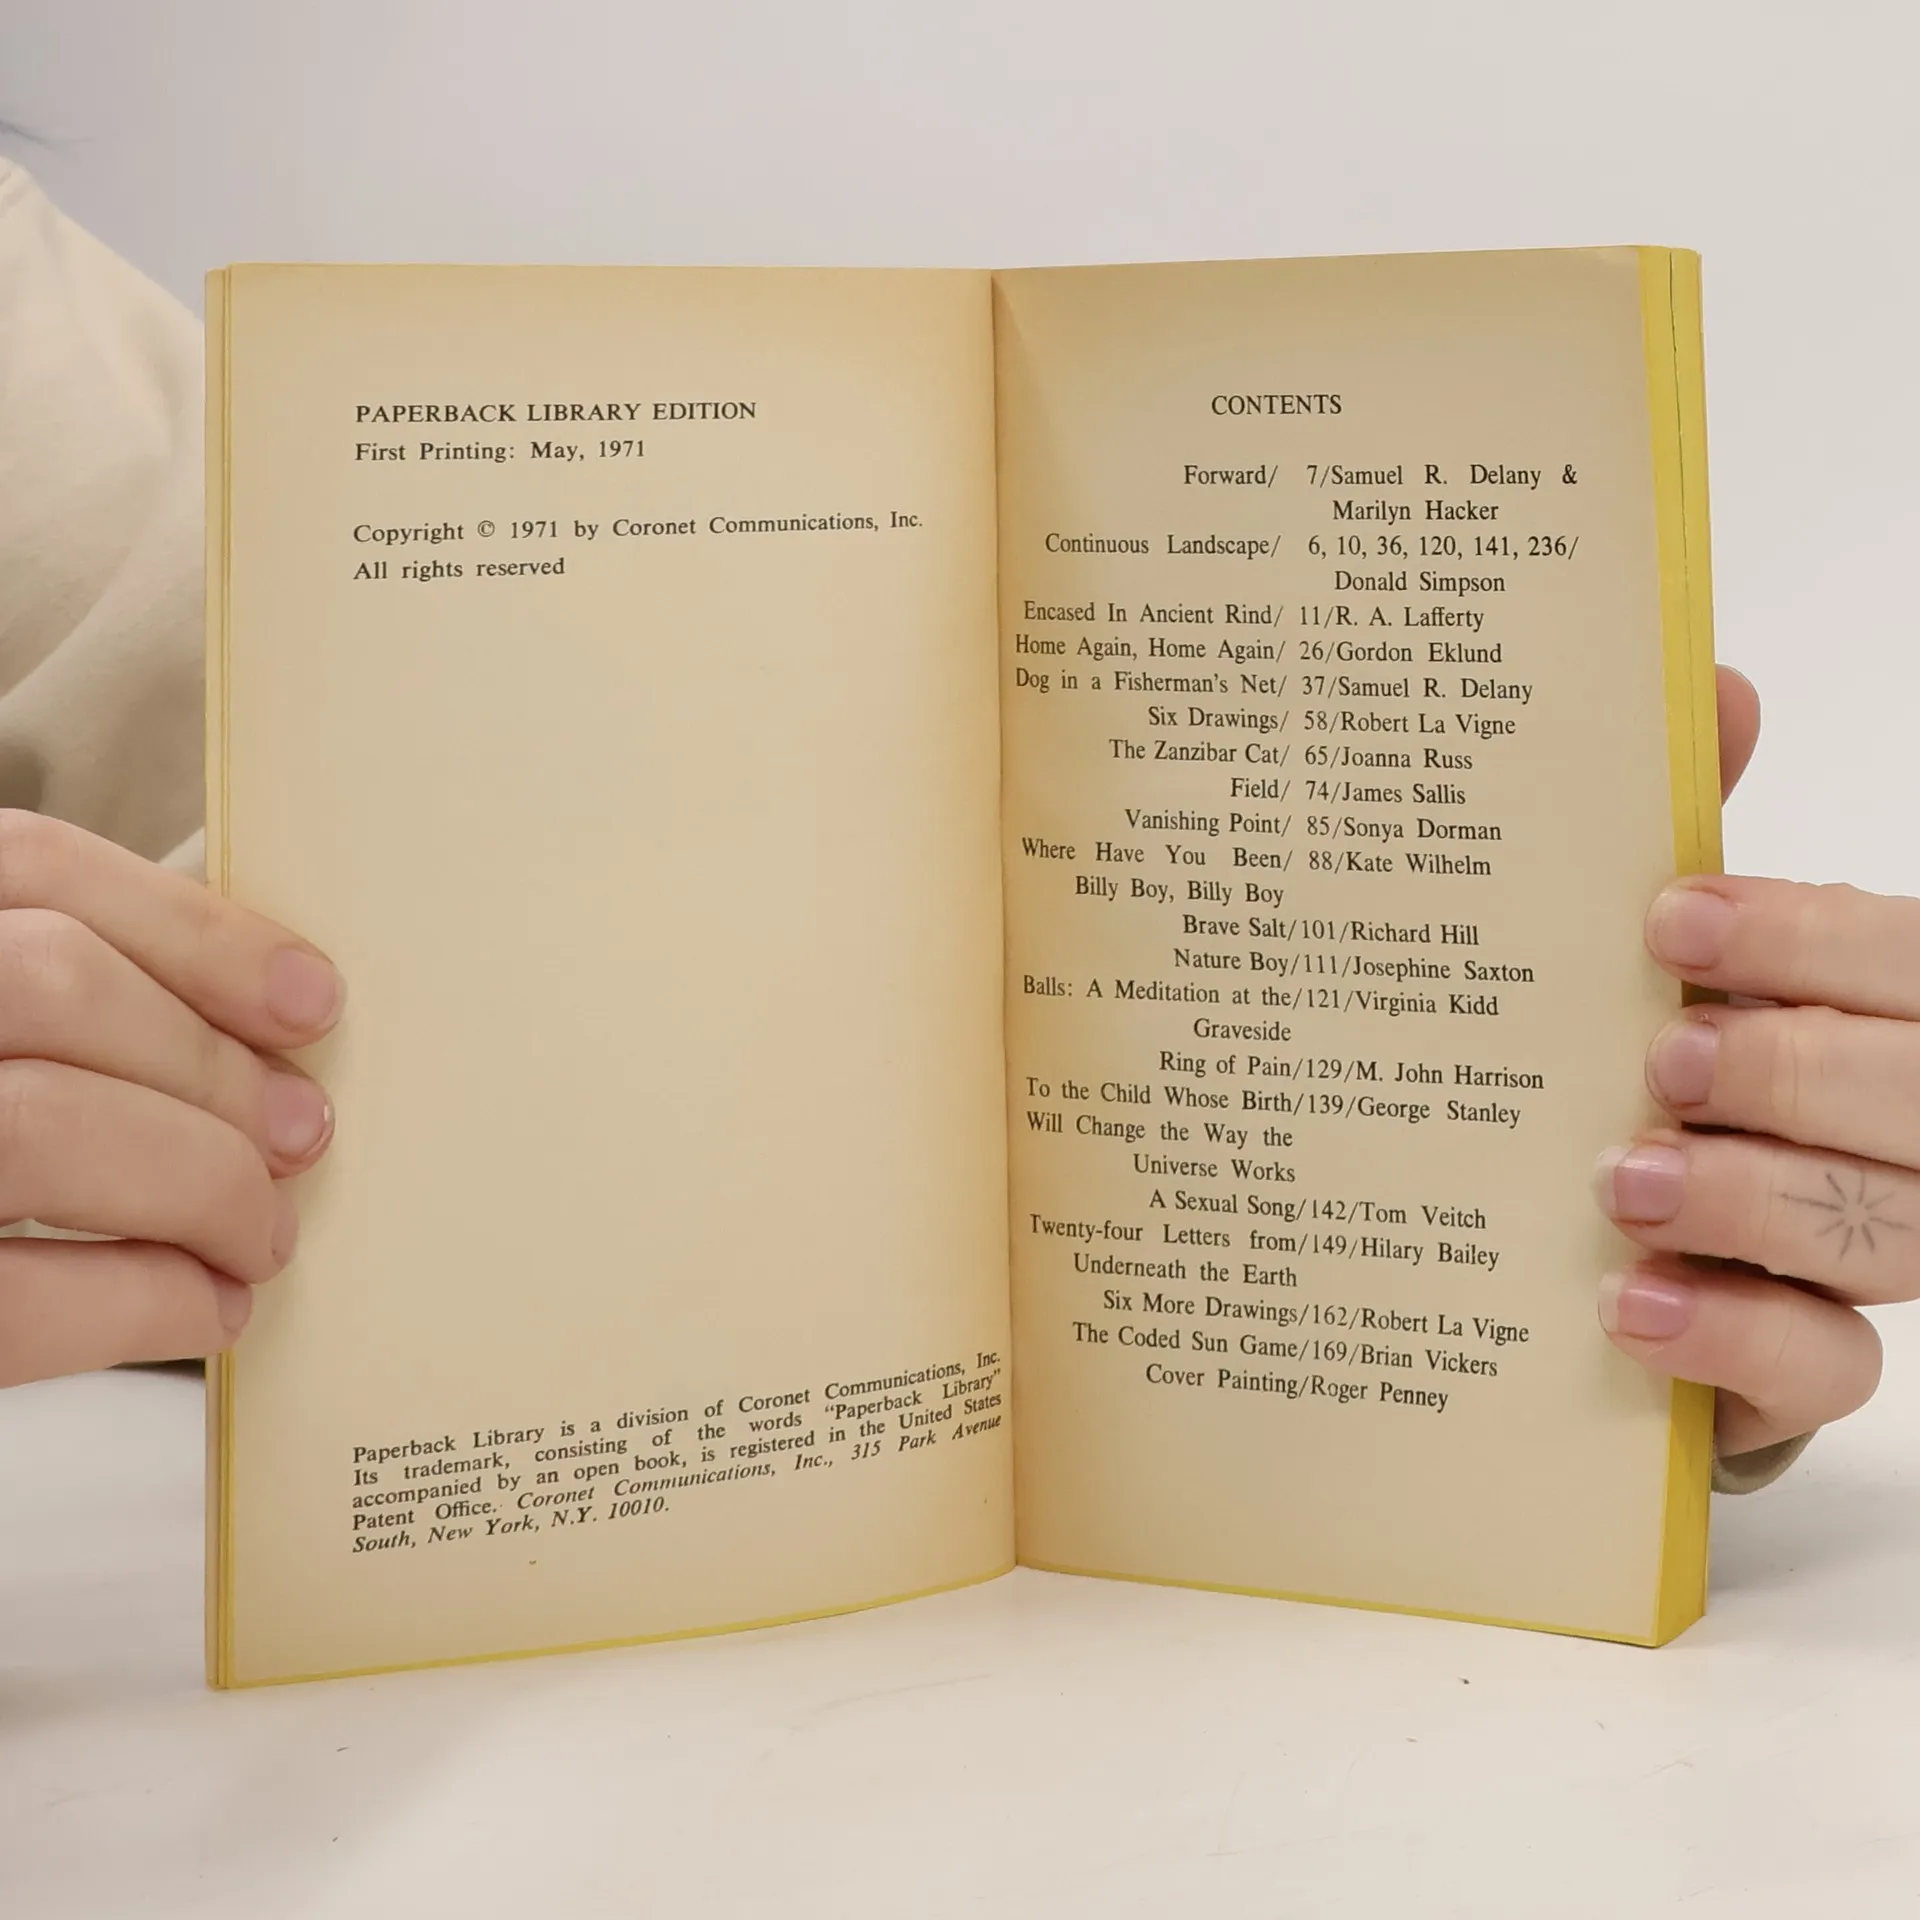 PAPERBACK LIBRARY EDITION
First Printing: May, 1971
Copyright © 1971 by Coronet Communications, Inc.
All rights reserved
Paperback Library is a division of Coronet Communications, Inc.
Its trademark, consisting of the words "Paperback Library"
accompanied by an open book, is registered in the United States
Patent Office. Coronet Communications, Inc., 315 Park Avenue
South, New York, N.Y. 10010.
CONTENTS
Forward/ 7/Samuel R. Delany &
Marilyn Hacker
Continuous Landscape/ 6, 10, 36, 120, 141, 236/
Donald Simpson
Encased In Ancient Rind/ 11/R. A. Lafferty
Home Again, Home Again/ 26/Gordon Eklund
Dog in a Fisherman's Net/ 37/Samuel R. Delany
Six Drawings/ 58/Robert La Vigne
The Zanzibar Cat/ 65/Joanna Russ
Field/ 74/James Sallis
Vanishing Point/ 85/Sonya Dorman
Where Have You Been/ 88/Kate Wilhelm
Billy Boy, Billy Boy
Brave Salt/101/Richard Hill
Nature Boy/111/Josephine Saxton
Balls: A Meditation at the/121/Virginia Kidd
Graveside
Ring of Pain/129/M. John Harrison
To the Child Whose Birth/139/George Stanley
Will Change the Way the
Universe Works
A Sexual Song/142/Tom Veitch
Twenty-four Letters from/149/Hilary Bailey
Underneath the Earth
Six More Drawings/162/Robert La Vigne
The Coded Sun Game/169/Brian Vickers
Cover Painting/Roger Penney